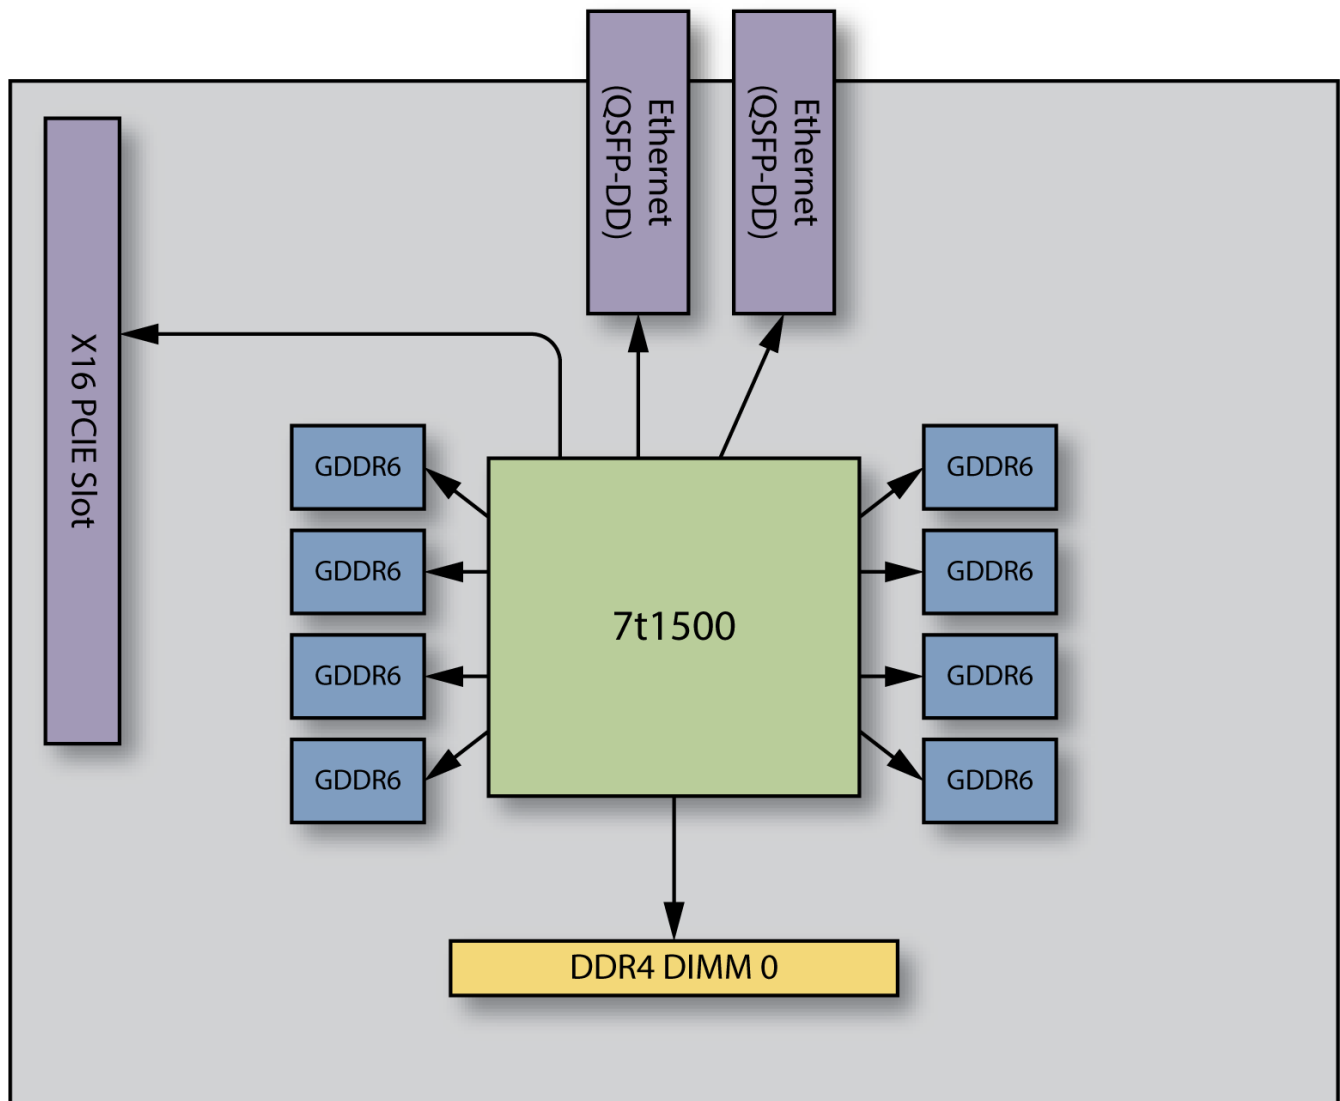 Ethernet
(QSFP-DD)
Ethernet
(QSFP-DD)
X16 PCIE Slot
GDDR6
GDDR6
GDDR6
GDDR6
7t1500
GDDR6
GDDR6
GDDR6
GDDR6
DDR4 DIMM 0